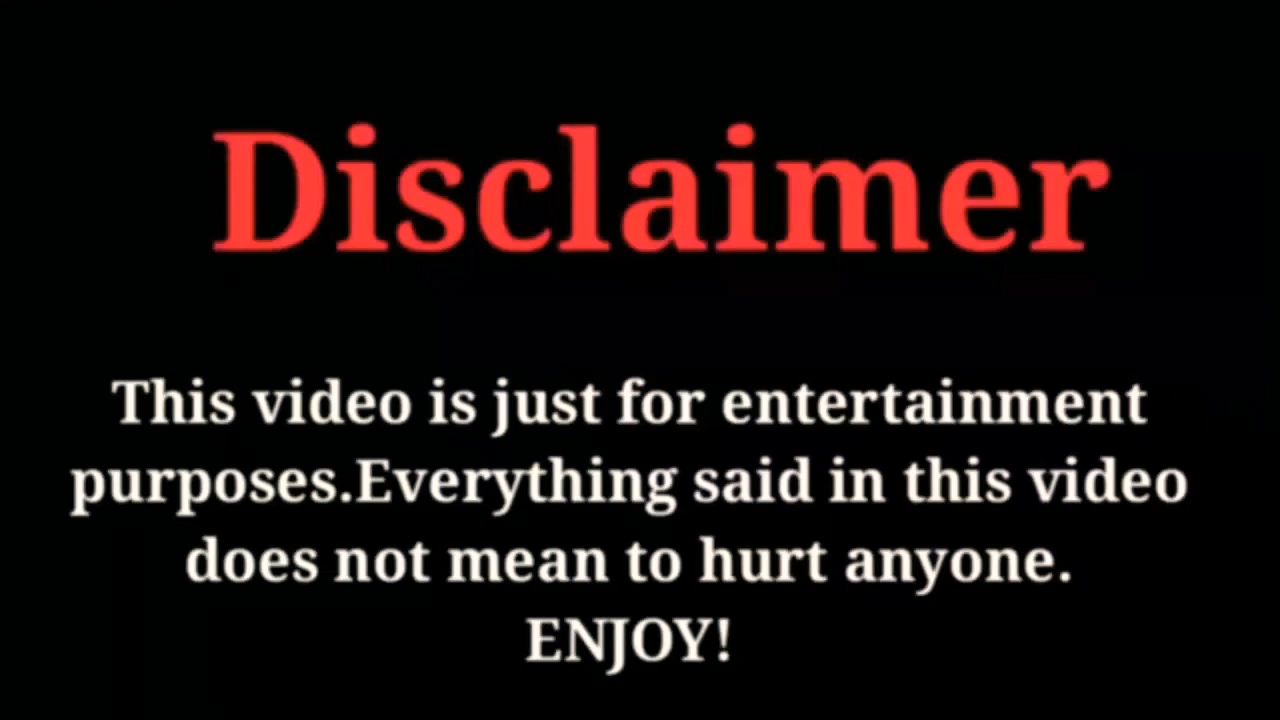 Disclaimer
This video is just for entertainment
purposes.Everything said in this video
does not mean to hurt anyone.
ENJOY!